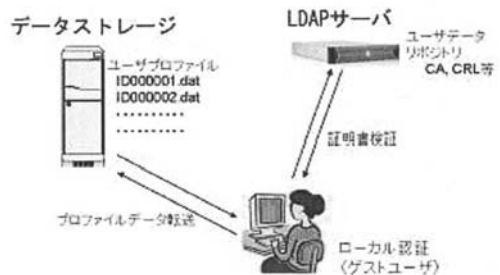 データストレージ
ユーザプロファイル
ID000001.dat
ID000002.dat
・・・・・・・・・
・・・・・・・・・
LDAPサーバ
ユーザデータ
リポジトリ
CA, CRL等
証明書検証
プロファイルデータ転送
ローカル認証
(ゲストユーザ)